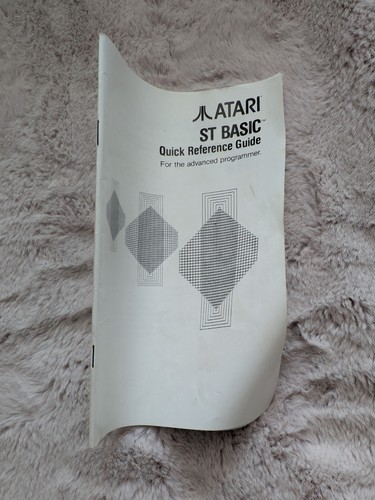 ATARI
ST BASIC™
Quick Reference Guide
For the advanced programmer.